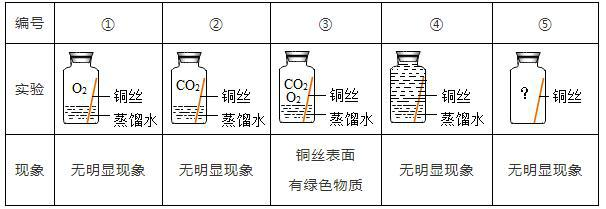 编号 ① ② ③ ④ ⑤
实验
O₂ 铜丝 蒸馏水
CO₂ 铜丝 蒸馏水
CO₂ O₂ 铜丝 蒸馏水
铜丝 蒸馏水
? 铜丝
现象 无明显现象 无明显现象 铜丝表面 有绿色物质 无明显现象 无明显现象